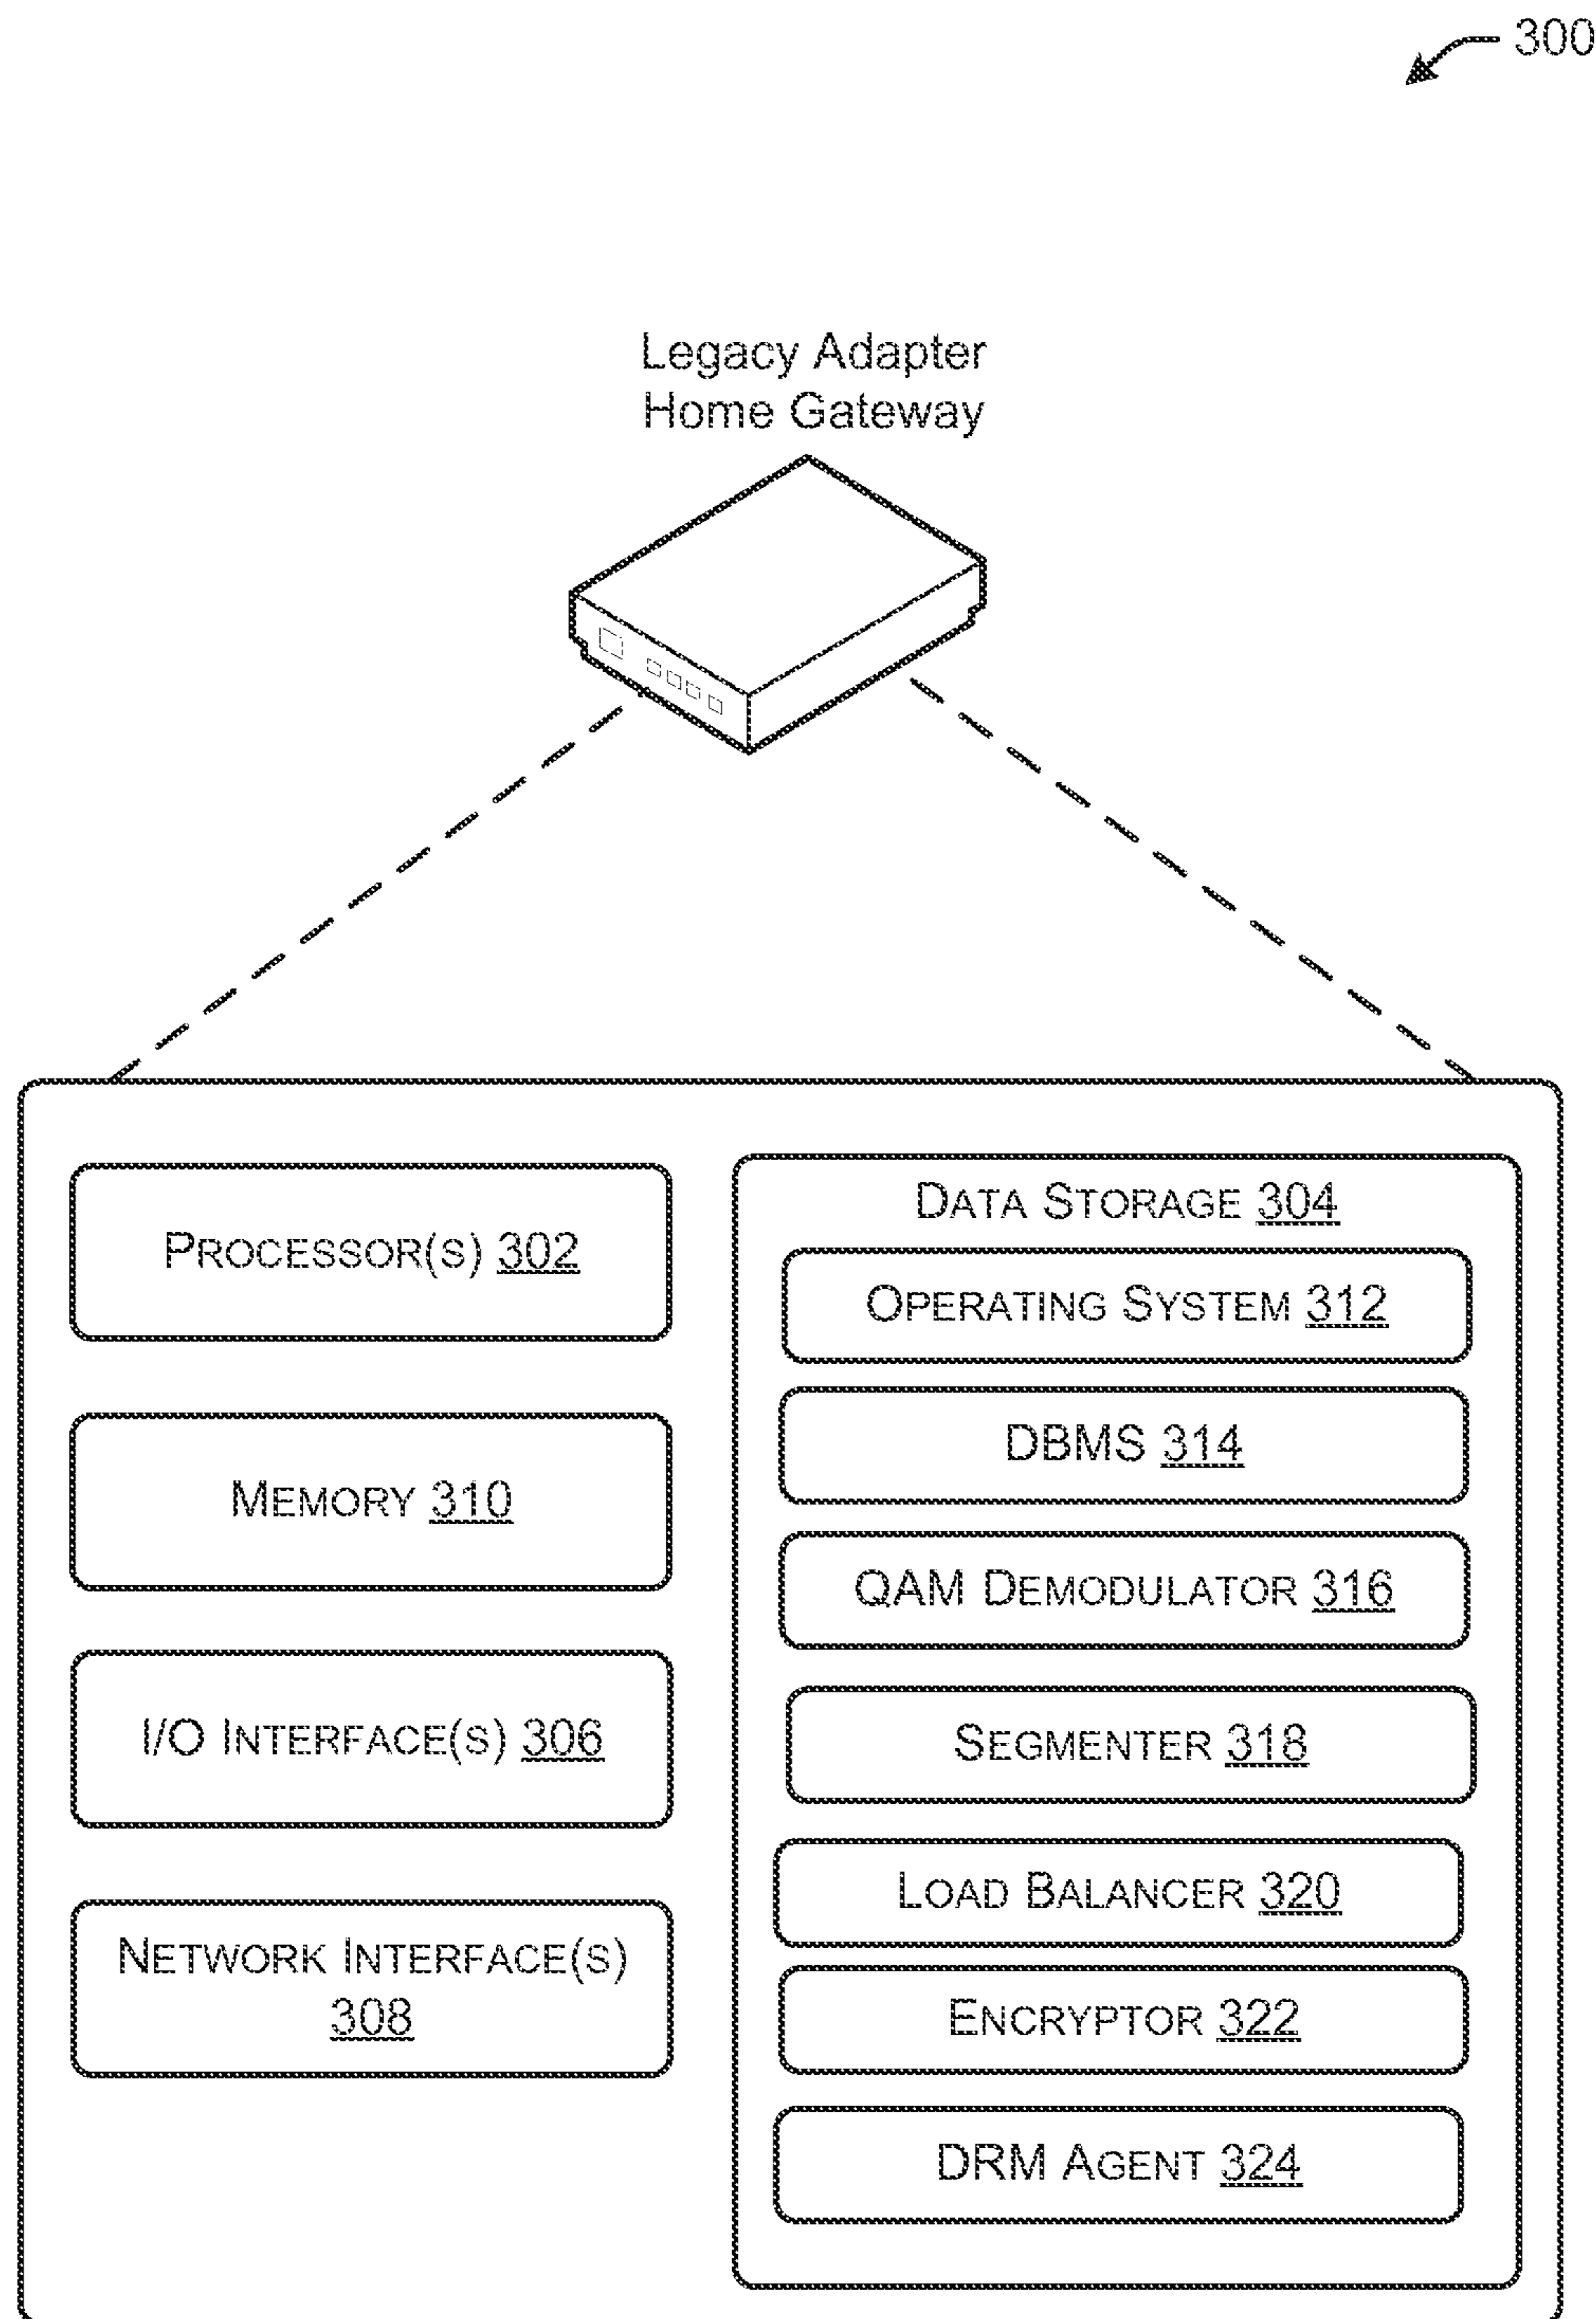 300
Legacy Adapter
Home Gateway
PROCESSOR(S) 302
MEMORY 310
I/O INTERFACE(S) 306
NETWORK INTERFACE(S)
308
DATA STORAGE 304
OPERATING SYSTEM 312
DBMS 314
QAM DEMODULATOR 316
SEGMENTER 318
LOAD BALANCER 320
ENCRYPTOR 322
DRM AGENT 324